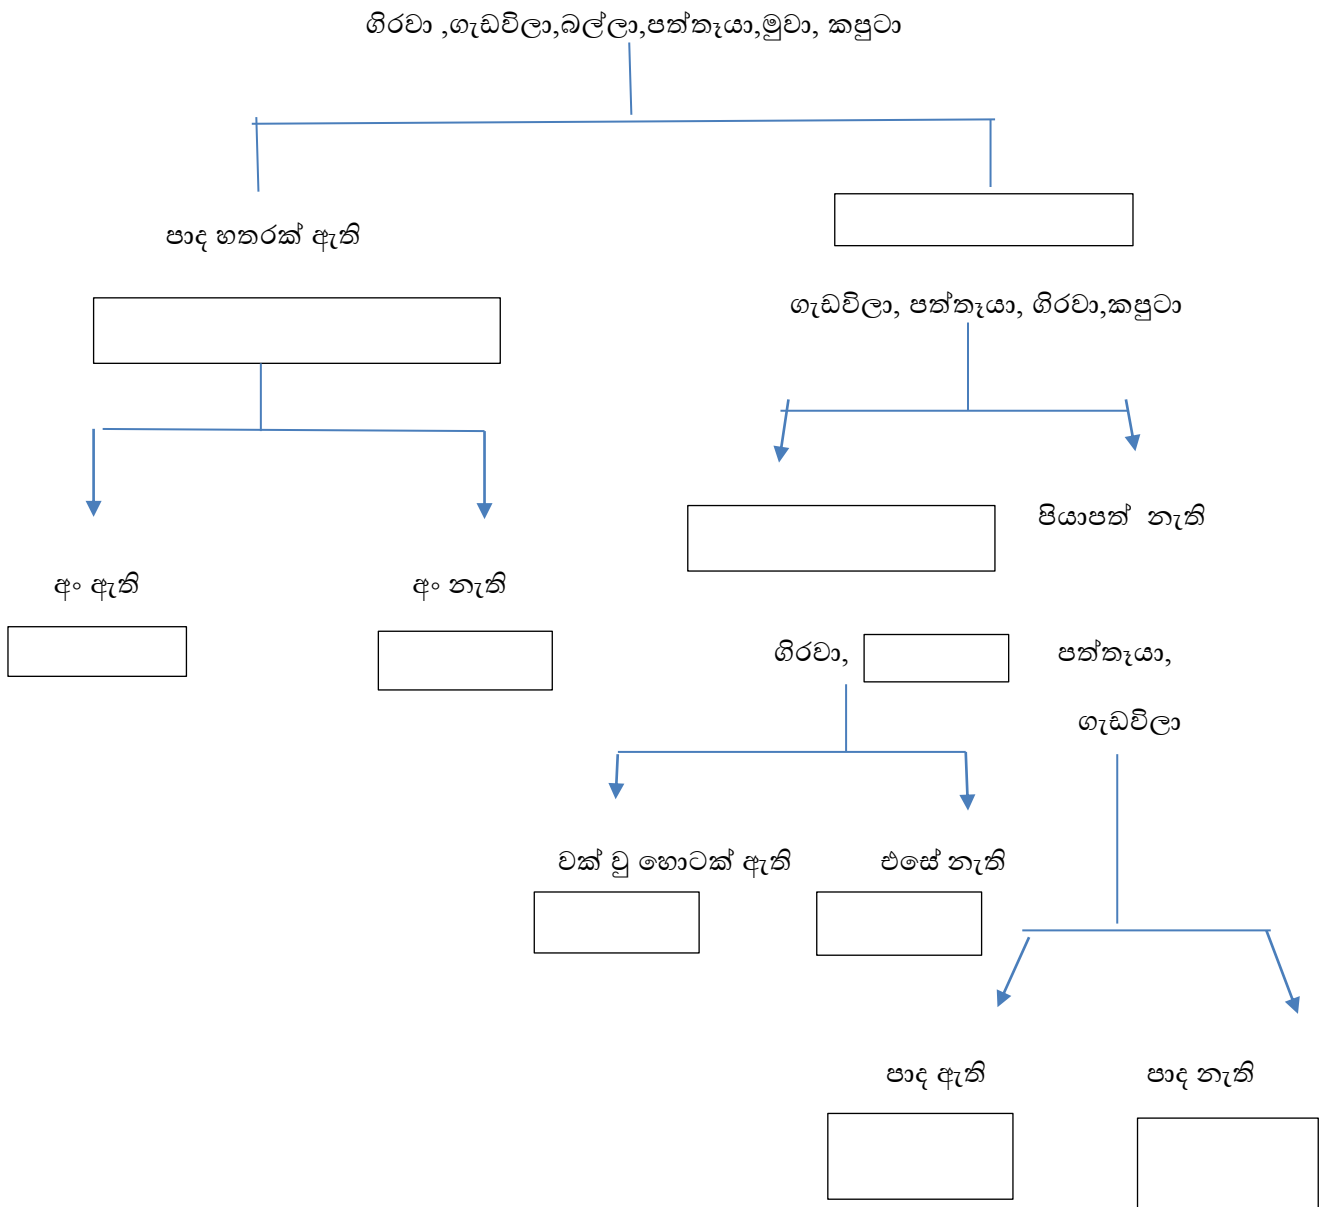 ගිරවා ,ගැඩවිලා,බල්ලා,පත්තෑයා,මුවා, කපුටා
පාද හතරක් ඇති
ගැඩවිලා, පත්තෑයා, ගිරවා,කපුටා
පියාපත් නැති
අං ඇති
අං නැති
ගිරවා,
පත්තෑයා,
ගැඩවිලා
වක් වු හොටක් ඇති
එසේ නැති
පාද ඇති
පාද නැති